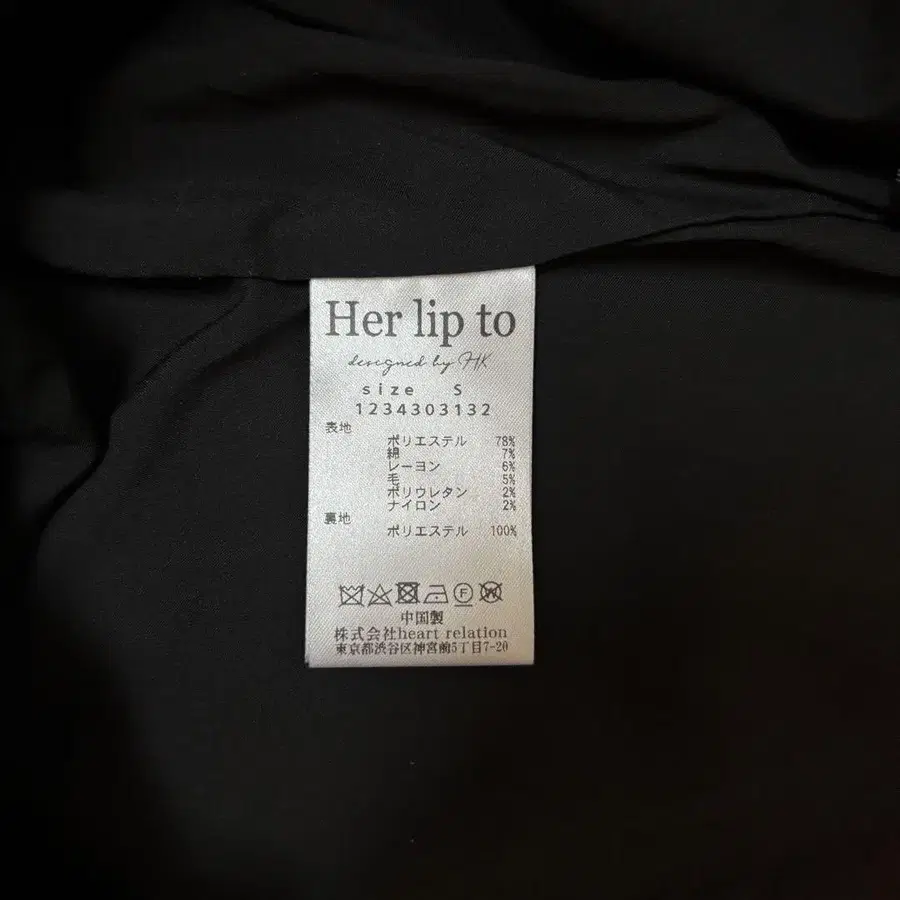 Her lip to
designed by HK
size S
1234303132
表地
ポリエステル 78%
綿 7%
レーヨン 6%
毛 5%
ポリウレタン 2%
ナイロン 2%
裏地
ポリエステル 100%
F W
中国製
株式会社heart relation
東京都渋谷区神宮前5丁目7-20